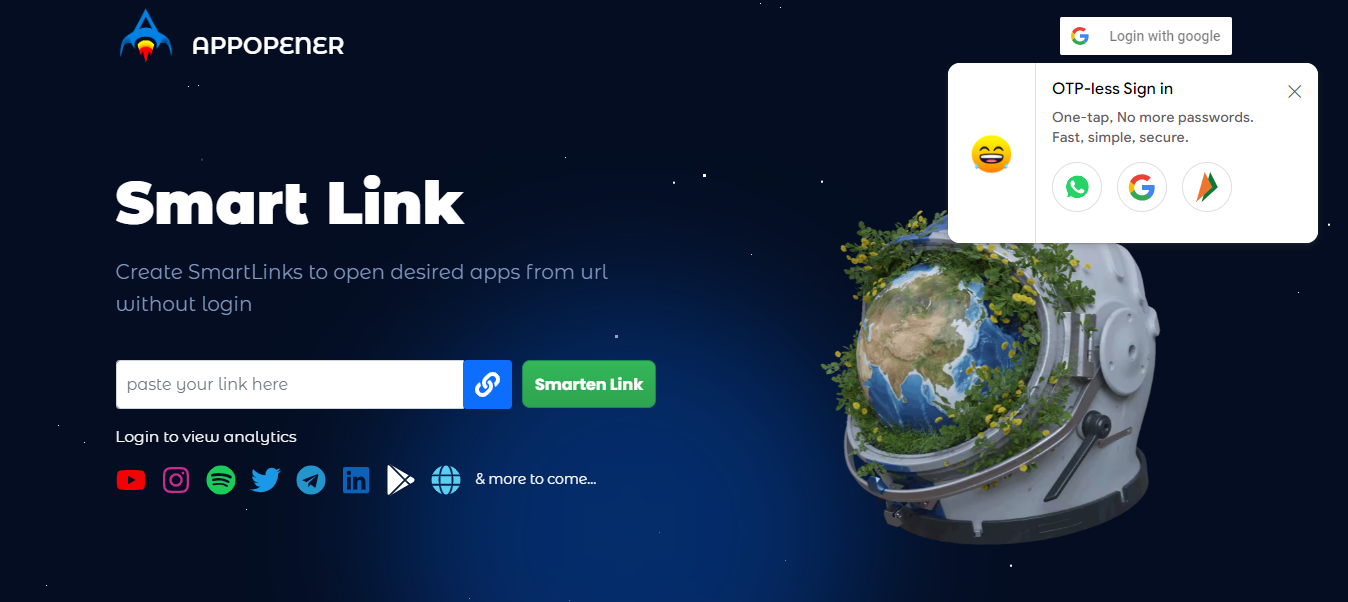 APPOPENER
Login with google
OTP-less Sign in
One-tap, No more passwords.
Fast, simple, secure.
Smart Link
Create SmartLinks to open desired apps from url
without login
paste your link here
Smarten Link
Login to view analytics
& more to come...